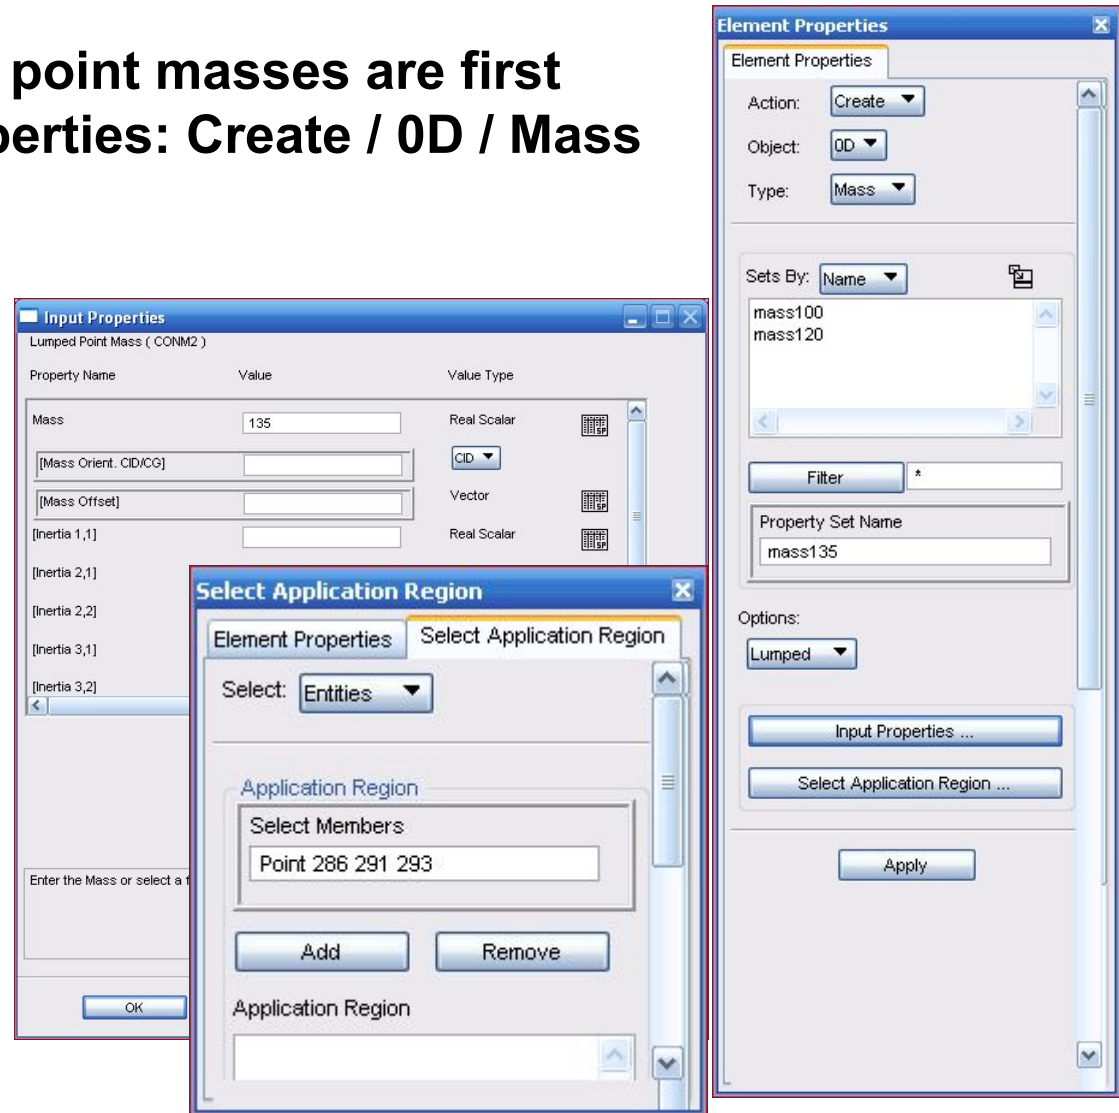 point masses are first
perties: Create / 0D / Mass
Element Properties
Element Properties
Action: Create
Object: 0D
Type: Mass
Sets By: Name
mass100
mass120
Filter *
Property Set Name
mass135
Options:
Lumped
Input Properties ...
Select Application Region ...
Apply
Input Properties
Lumped Point Mass ( CONM2 )
Property Name Value Value Type
Mass 135 Real Scalar
[Mass Orient. CID/CG] CID
[Mass Offset] Vector
[Inertia 1,1] Real Scalar
[Inertia 2,1]
[Inertia 2,2]
[Inertia 3,1]
[Inertia 3,2]
Enter the Mass or select a f
OK
Select Application Region
Element Properties Select Application Region
Select: Entities
Application Region
Select Members
Point 286 291 293
Add Remove
Application Region